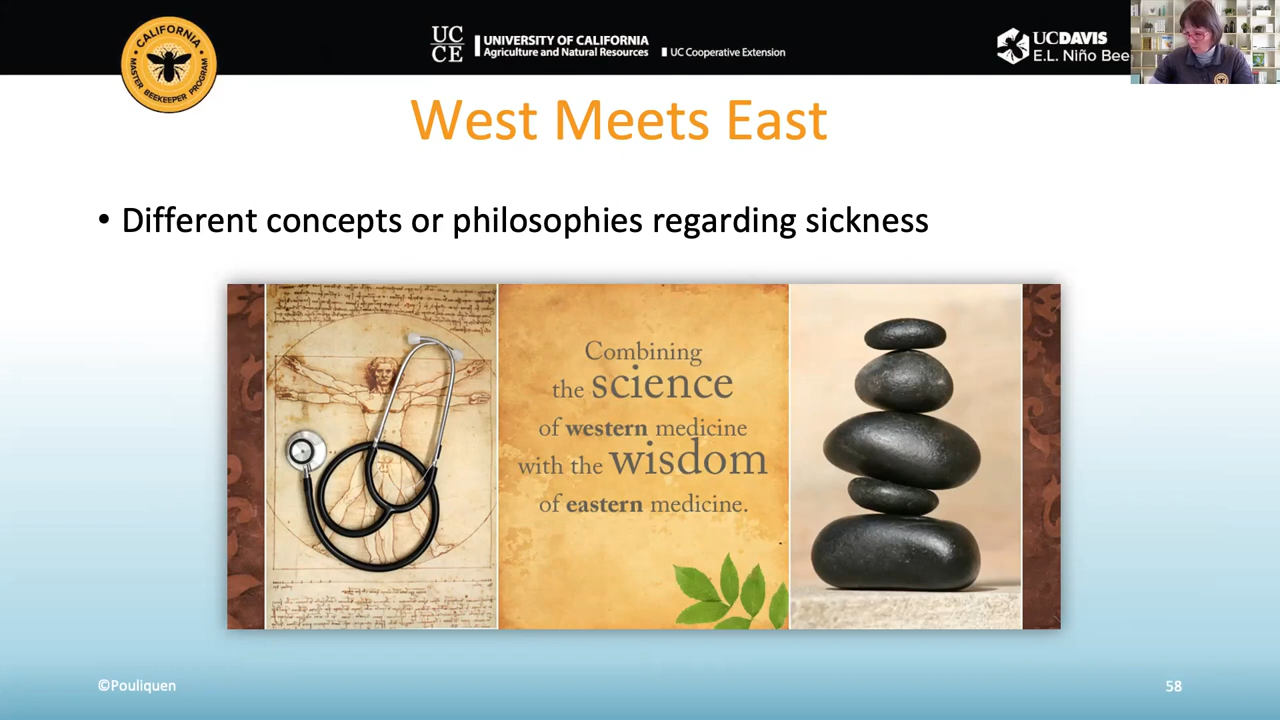 CALIFORNIA
MASTER BEEKEEPER PROGRAM
UC
CE
UNIVERSITY OF CALIFORNIA
Agriculture and Natural Resources
UC Cooperative Extension
UCDAVIS
E.L. Niño Bee
West Meets East
• Different concepts or philosophies regarding sickness
Combining
the science
of western medicine
with the wisdom
of eastern medicine.
©Pouliquen
58